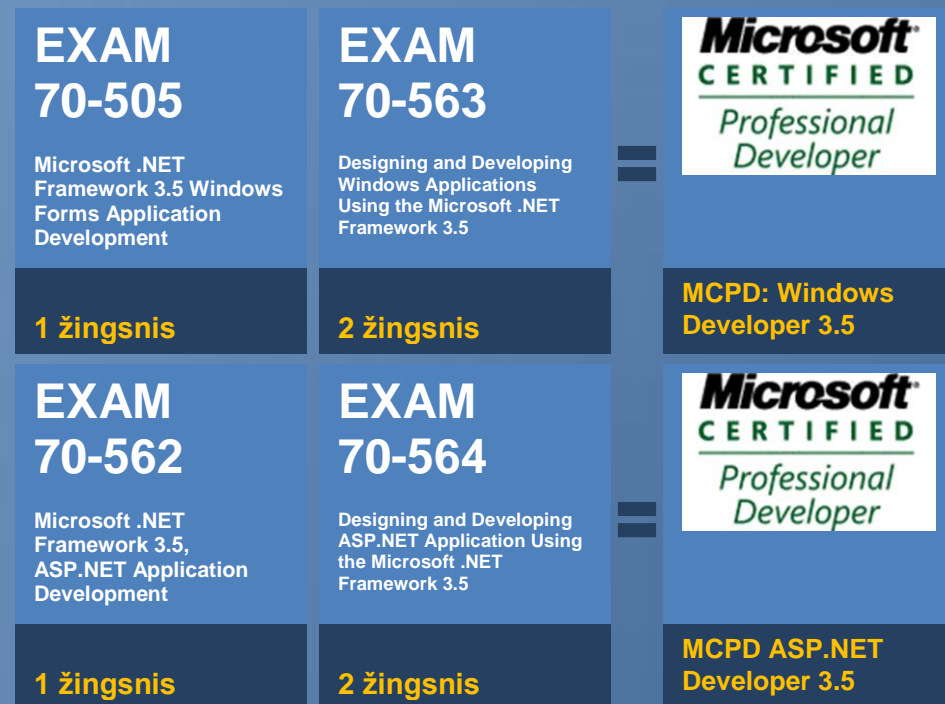 EXAM
70-505
Microsoft .NET
Framework 3.5 Windows
Forms Application
Development
1 žingsnis
EXAM
70-563
Designing and Developing
Windows Applications
Using the Microsoft .NET
Framework 3.5
2 žingsnis
=
Microsoft
CERTIFIED
Professional
Developer
MCPD: Windows
Developer 3.5
EXAM
70-562
Microsoft .NET
Framework 3.5,
ASP.NET Application
Development
1 žingsnis
EXAM
70-564
Designing and Developing
ASP.NET Application Using
the Microsoft .NET
Framework 3.5
2 žingsnis
=
Microsoft
CERTIFIED
Professional
Developer
MCPD ASP.NET
Developer 3.5